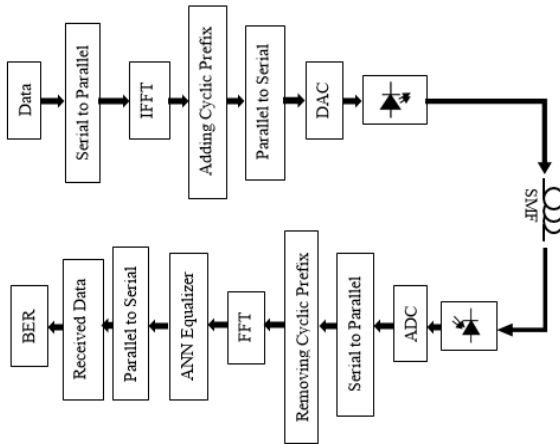 Data
Serial to Parallel
IFFT
Adding Cyclic Prefix
Parallel to Serial
DAC
SMF
ADC
Serial to Parallel
Removing Cyclic Prefix
FFT
ANN Equalizer
Parallel to Serial
Received Data
BER